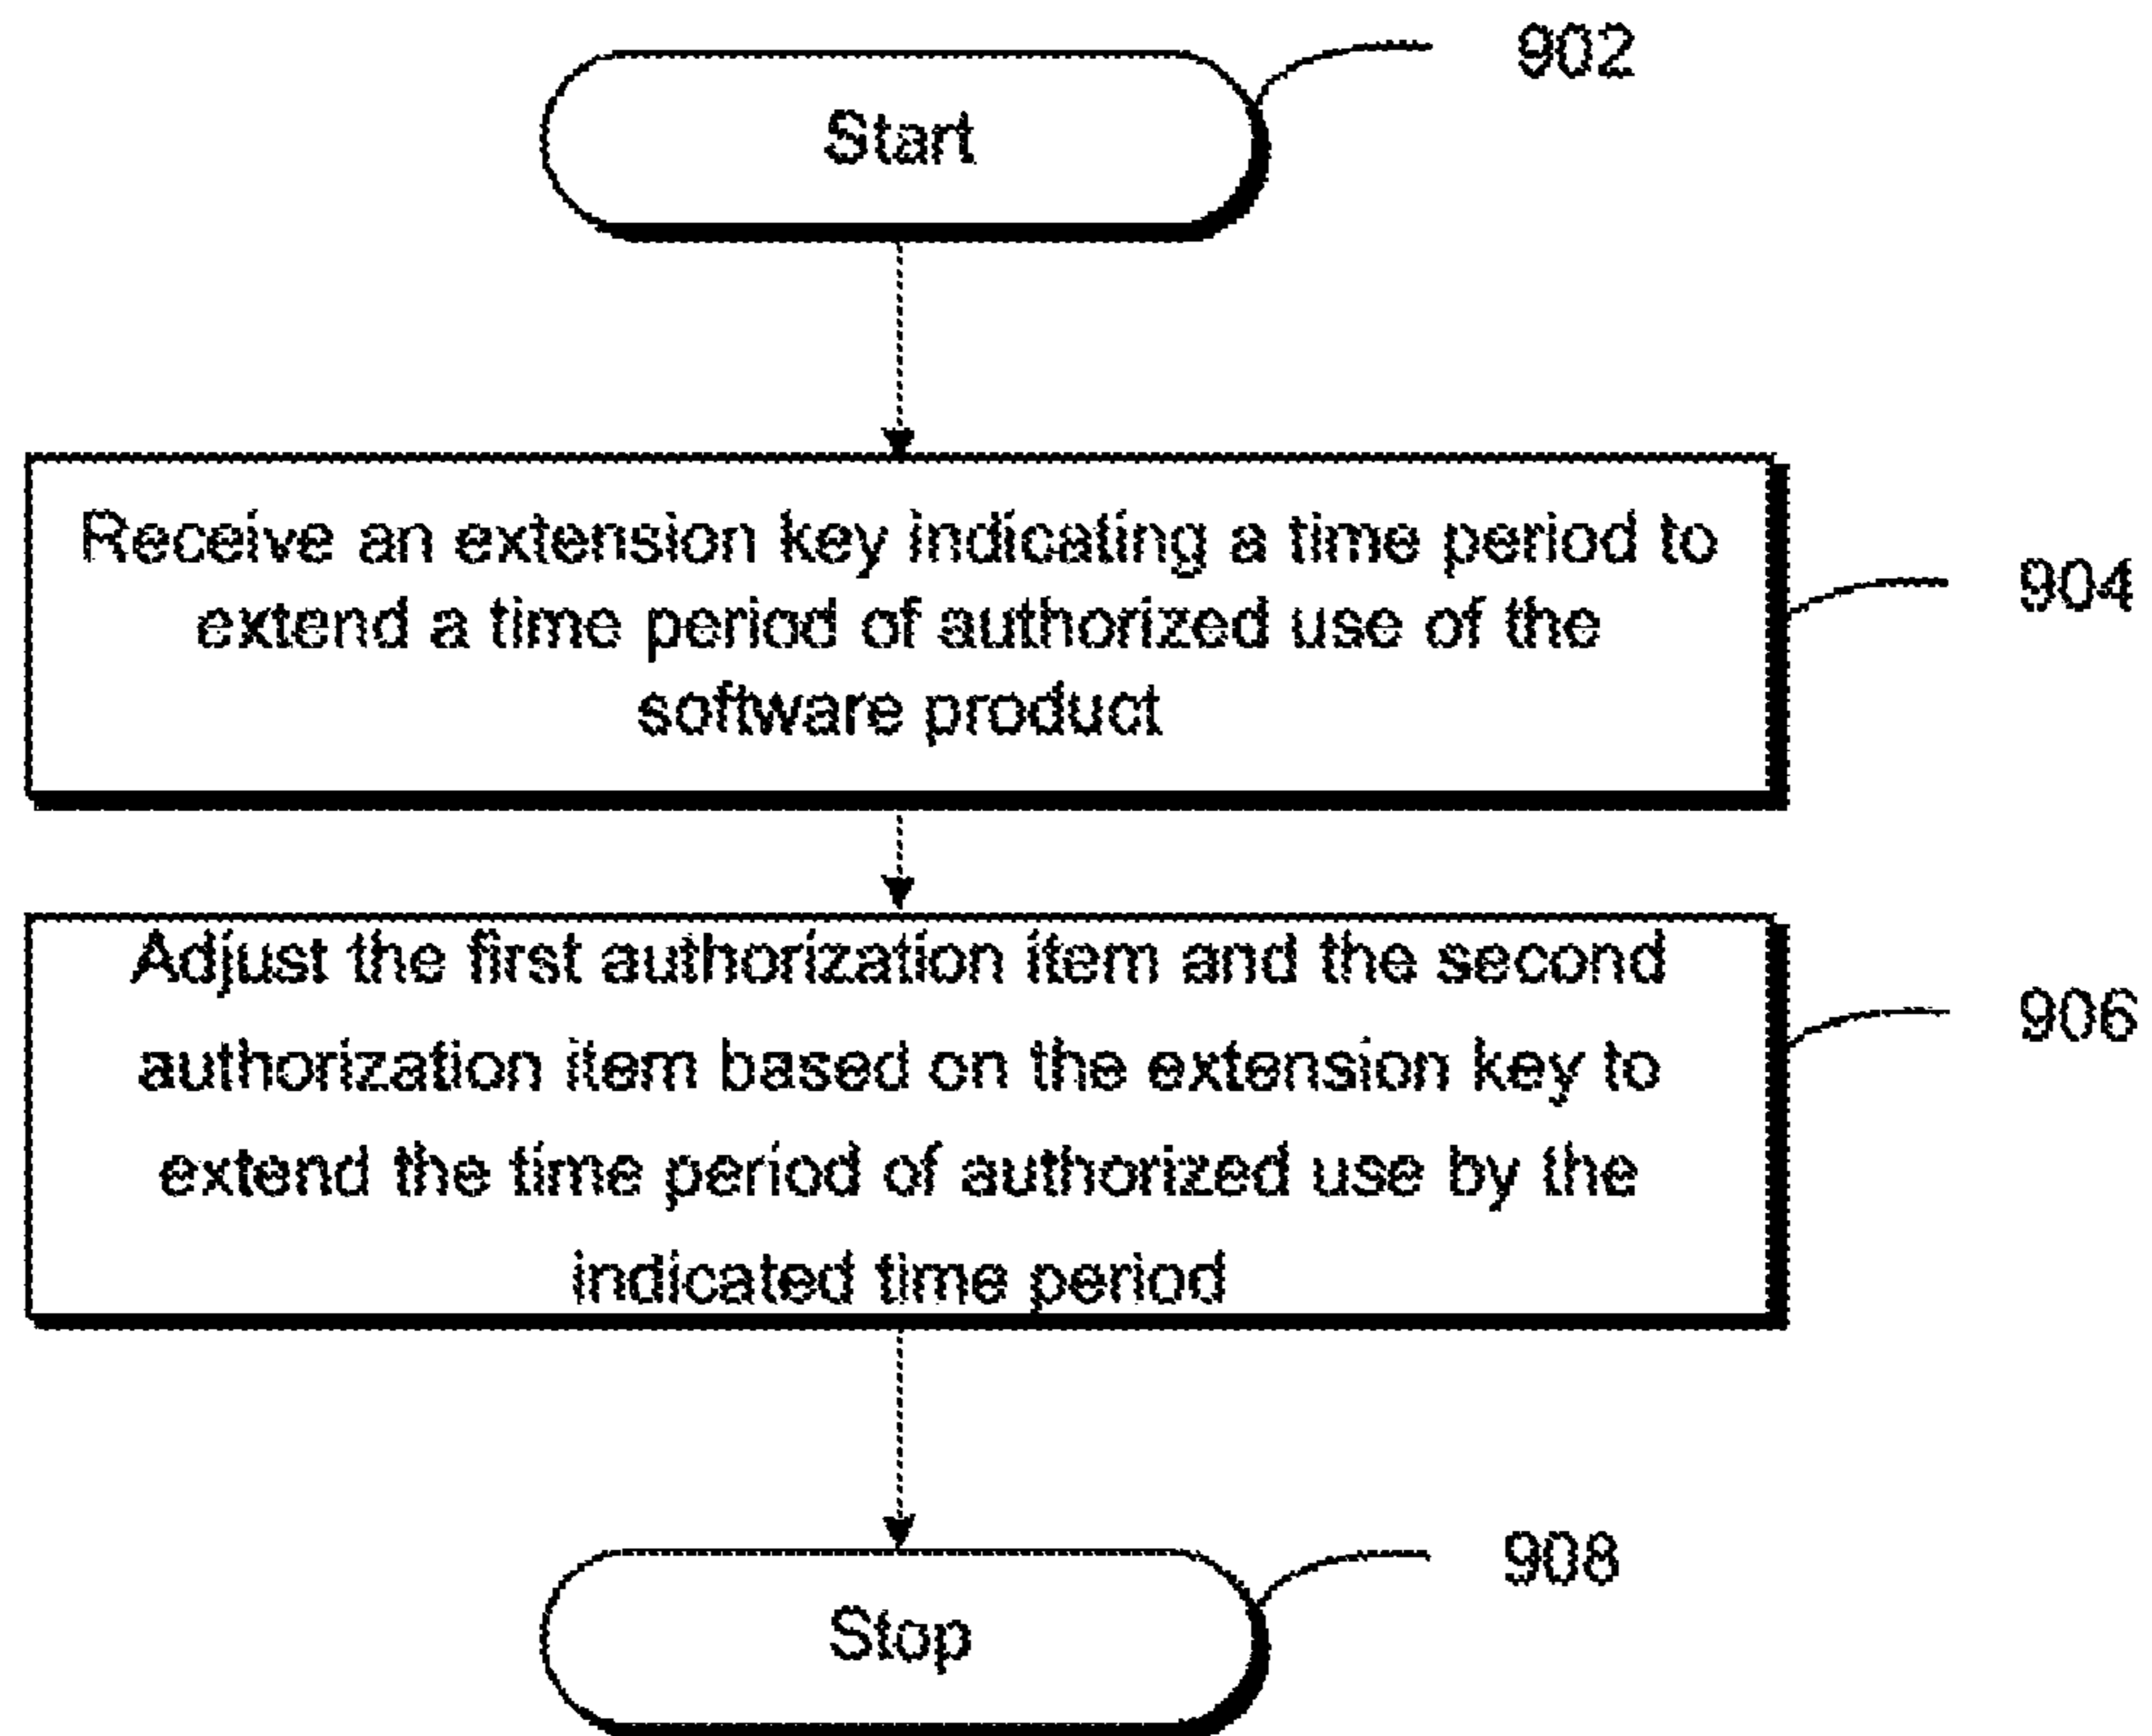 902
Start
Receive an extension key indicating a time period to
extend a time period of authorized use of the
software product
904
Adjust the first authorization item and the second
authorization item based on the extension key to
extend the time period of authorized use by the
indicated time period
906
908
Stop